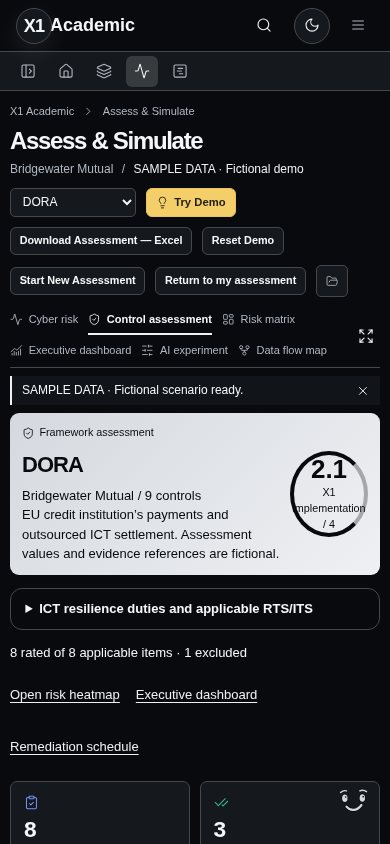 X1 Academic
X1 Academic > Assess & Simulate
Assess & Simulate
Bridgewater Mutual / SAMPLE DATA · Fictional demo
DORA Try Demo
Download Assessment — Excel Reset Demo
Start New Assessment Return to my assessment
Cyber risk Control assessment Risk matrix
Executive dashboard AI experiment Data flow map
SAMPLE DATA · Fictional scenario ready.
Framework assessment
DORA
Bridgewater Mutual / 9 controls
EU credit institution's payments and
outsourced ICT settlement. Assessment
values and evidence references are fictional.
2.1
X1
mplementation
/ 4
ICT resilience duties and applicable RTS/ITS
8 rated of 8 applicable items · 1 excluded
Open risk heatmap Executive dashboard
Remediation schedule
8 3